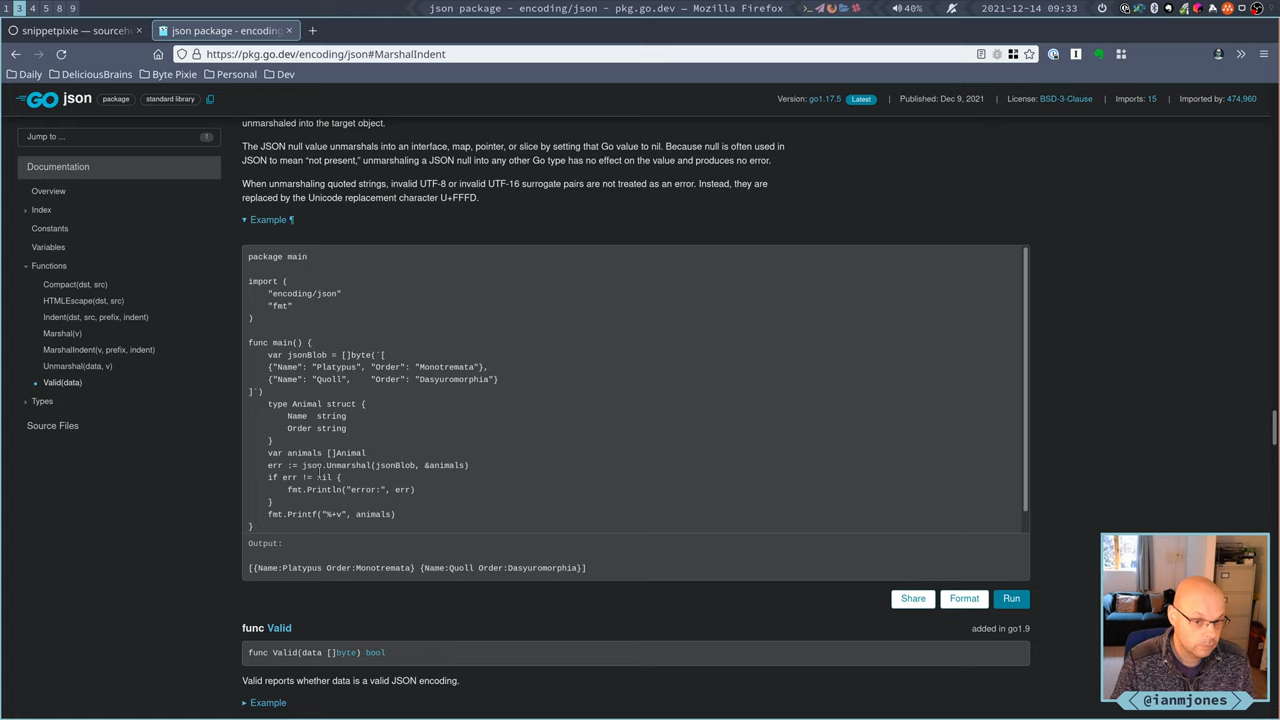 1 3 4 5 8 9
json package - encoding/json - pkg.go.dev — Mozilla Firefox
40%
2021-12-14 09:33
snippetpixie — sourcehu
json package - encoding
https://pkg.go.dev/encoding/json#MarshalIndent
Daily
DeliciousBrains
Byte Pixie
Personal
Dev
GO json package standard library
Version: go1.17.5 Latest
Published: Dec 9, 2021
License: BSD-3-Clause
Imports: 15
Imported by: 474,960
Jump to ...
Documentation
Overview
Index
Constants
Variables
Functions
Compact(dst, src)
HTMLEscape(dst, src)
Indent(dst, src, prefix, indent)
Marshal(v)
MarshalIndent(v, prefix, indent)
Unmarshal(data, v)
Valid(data)
Types
Source Files
unmarshaled into the target object.
The JSON null value unmarshals into an interface, map, pointer, or slice by setting that Go value to nil. Because null is often used in
JSON to mean “not present,” unmarshaling a JSON null into any other Go type has no effect on the value and produces no error.
When unmarshaling quoted strings, invalid UTF-8 or invalid UTF-16 surrogate pairs are not treated as an error. Instead, they are
replaced by the Unicode replacement character U+FFFD.
▾ Example ¶
package main
import (
"encoding/json"
"fmt"
)
func main() {
var jsonBlob = []byte(`[
{"Name": "Platypus", "Order": "Monotremata"},
{"Name": "Quoll",    "Order": "Dasyuromorphia"}
]`)
type Animal struct {
Name  string
Order string
}
var animals []Animal
err := json.Unmarshal(jsonBlob, &animals)
if err != nil {
fmt.Println("error:", err)
}
fmt.Printf("%+v", animals)
}
Output:
[{Name:Platypus Order:Monotremata} {Name:Quoll Order:Dasyuromorphia}]
Share
Format
Run
func Valid
added in go1.9
func Valid(data []byte) bool
Valid reports whether data is a valid JSON encoding.
▸ Example
@ianmjones